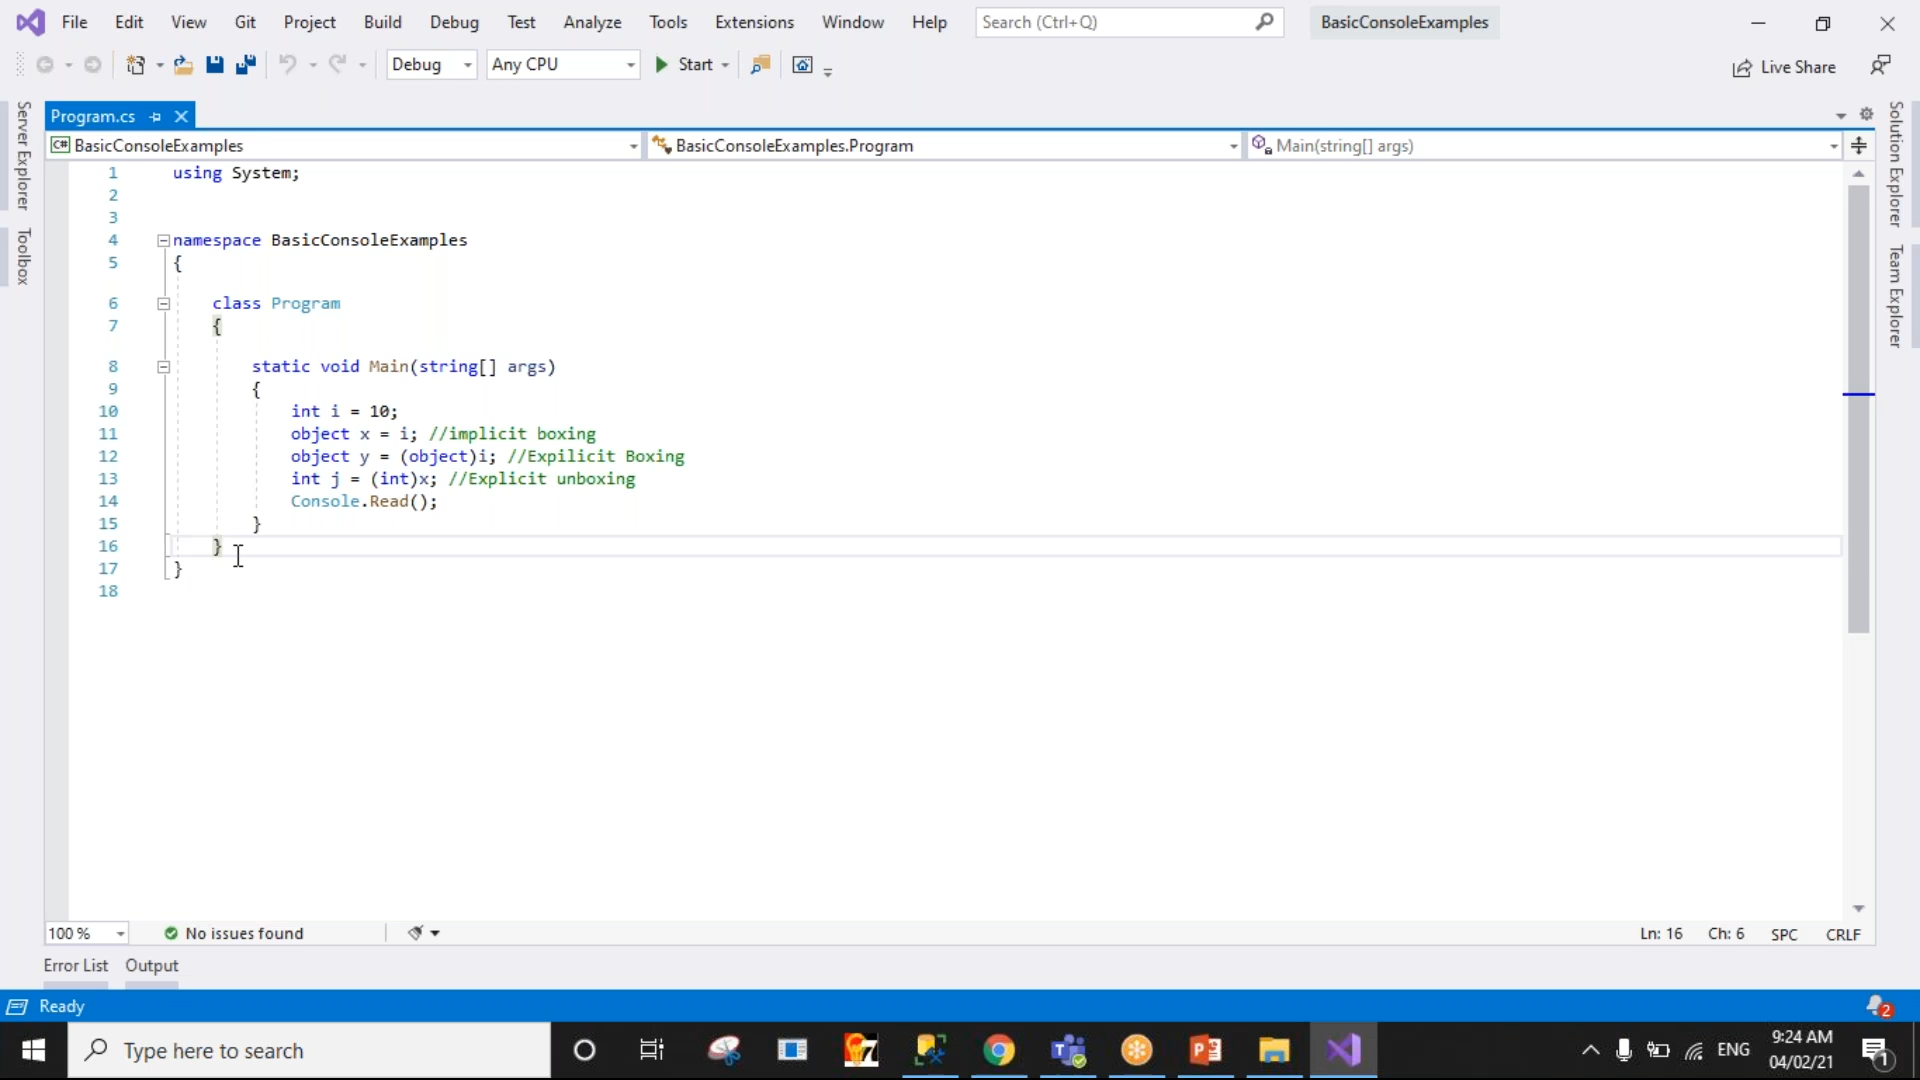 File Edit View Git Project Build Debug Test Analyze Tools Extensions Window Help Search (Ctrl+Q) BasicConsoleExamples
Debug Any CPU Start Live Share
Server Explorer
Toolbox
Program.cs
BasicConsoleExamples BasicConsoleExamples.Program Main(string[] args)
1 using System;
2
3
4 namespace BasicConsoleExamples
5 {
6 class Program
7 {
8 static void Main(string[] args)
9 {
10 int i = 10;
11 object x = i; //implicit boxing
12 object y = (object)i; //Expilicit Boxing
13 int j = (int)x; //Explicit unboxing
14 Console.Read();
15 }
16 }
17 }
18
Solution Explorer
Team Explorer
100 % No issues found Ln: 16 Ch: 6 SPC CRLF
Error List Output
Ready 2
Type here to search ENG 9:24 AM
04/02/21 1